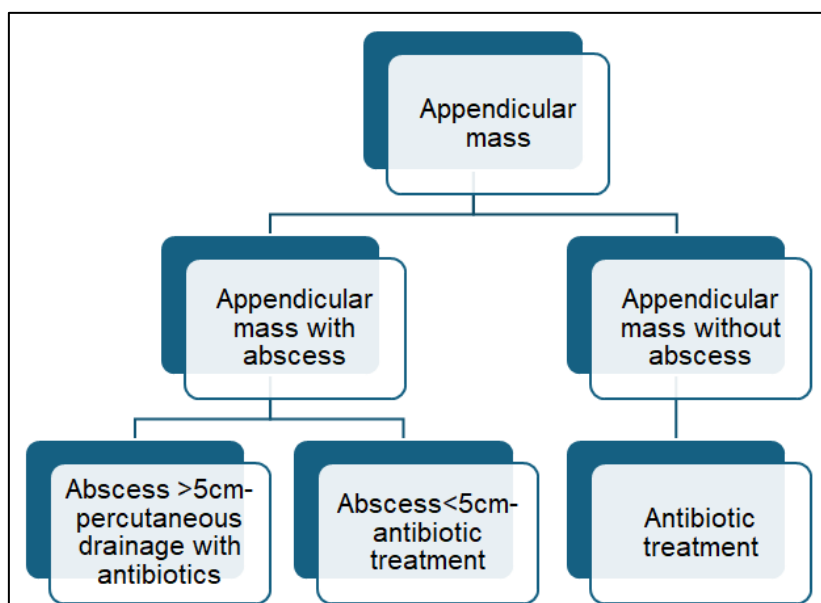 Appendicular
mass
Appendicular
mass with
abscess
Appendicular
mass without
abscess
Abscess >5cm-
percutaneous
drainage with
antibiotics
Abscess<5cm-
antibiotic
treatment
Antibiotic
treatment